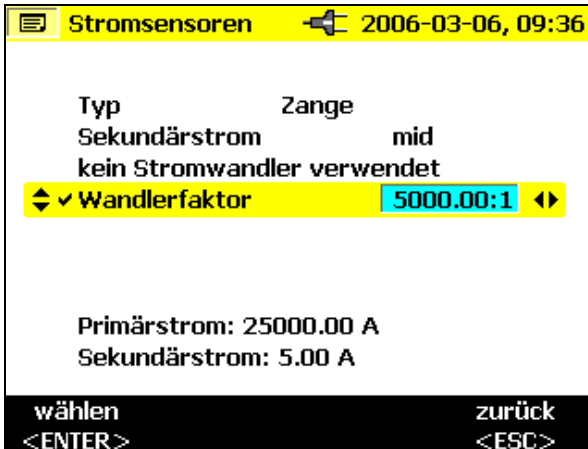 Stromsensoren 2006-03-06, 09:36
Typ Zange
Sekundärstrom mid
kein Stromwandler verwendet
Wandlerfaktor 5000.00:1
Primärstrom: 25000.00 A
Sekundärstrom: 5.00 A
wählen zurück
<ENTER> <ESC>